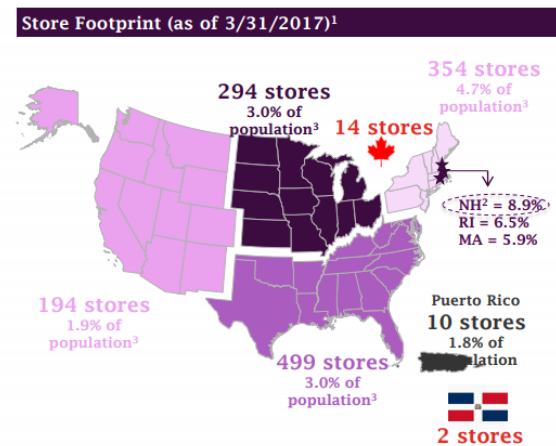 Store Footprint (as of 3/31/2017)¹
354 stores
4.7% of
population³
294 stores
3.0% of
population³
14 stores
NH² = 8.9%
RI = 6.5%
MA = 5.9%
194 stores
1.9% of
population³
Puerto Rico
10 stores
1.8% of
lation
499 stores
3.0% of
population³
2 stores